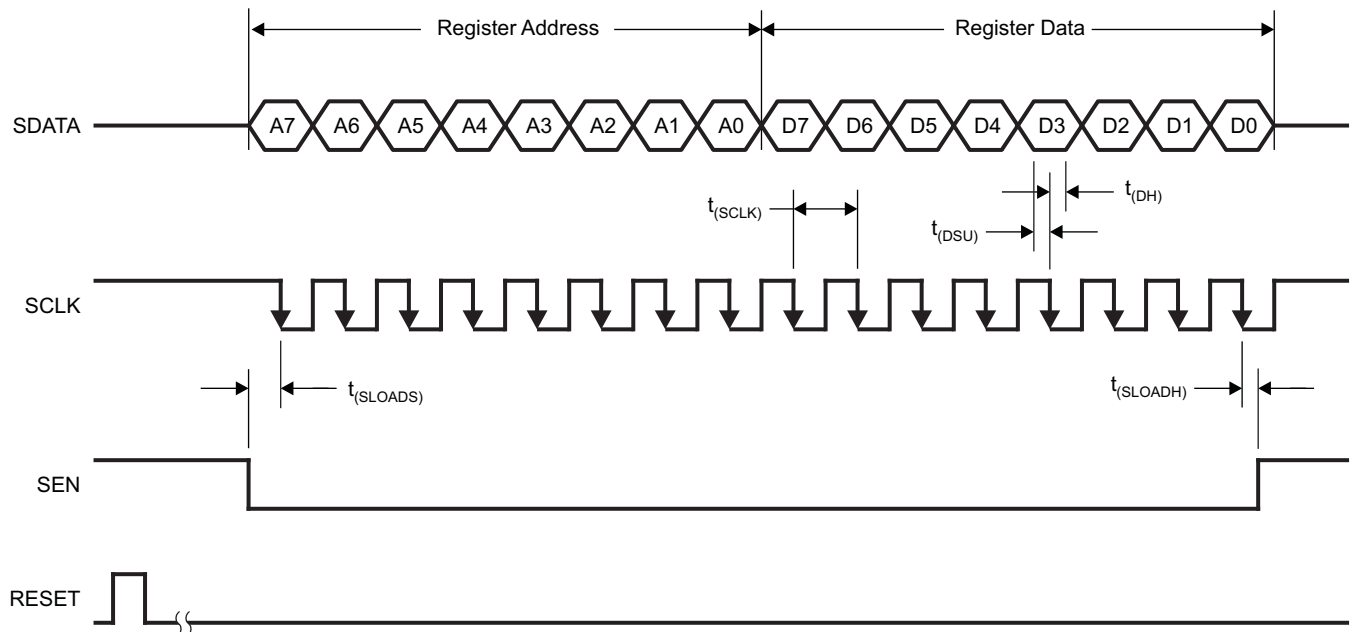 Register Address
Register Data
SDATA
A7 A6 A5 A4 A3 A2 A1 A0 D7 D6 D5 D4 D3 D2 D1 D0
t(DH)
t(SCLK)
t(DSU)
SCLK
t(SLOADS)
t(SLOADH)
SEN
RESET